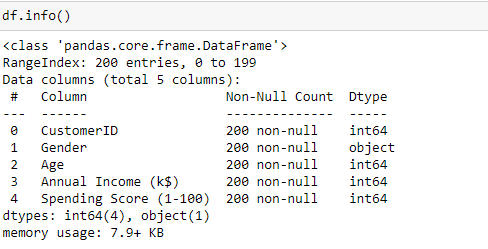 df.info()
<class 'pandas.core.frame.DataFrame'>
RangeIndex: 200 entries, 0 to 199
Data columns (total 5 columns):
 #   Column                  Non-Null Count  Dtype
---  ------                  --------------  -----
 0   CustomerID              200 non-null    int64
 1   Gender                  200 non-null    object
 2   Age                     200 non-null    int64
 3   Annual Income (k$)      200 non-null    int64
 4   Spending Score (1-100)  200 non-null    int64
dtypes: int64(4), object(1)
memory usage: 7.9+ KB